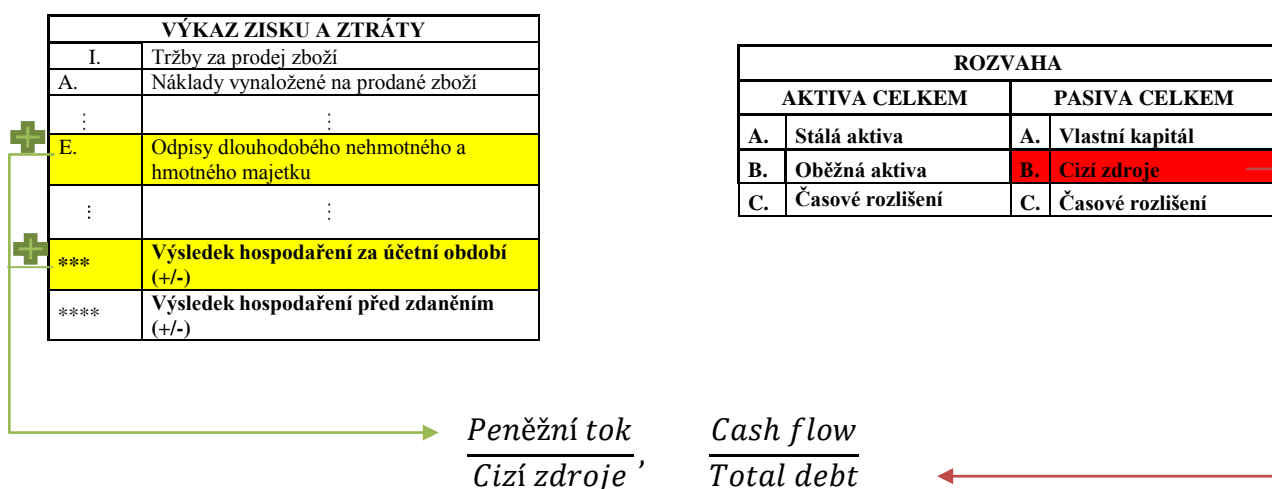 VÝKAZ ZISKU A ZTRÁTY
I. Tržby za prodej zboží
A. Náklady vynaložené na prodané zboží
⋮ ⋮
E. Odpisy dlouhodobého nehmotného a
hmotného majetku
⋮ ⋮
*** Výsledek hospodaření za účetní období
(+/-)
**** Výsledek hospodaření před zdaněním
(+/-)
ROZVAHA
AKTIVA CELKEM PASIVA CELKEM
A. Stálá aktiva A. Vlastní kapitál
B. Oběžná aktiva B. Cizí zdroje
C. Časové rozlišení C. Časové rozlišení
Peněžní tok Cash flow
Cizí zdroje , Total debt